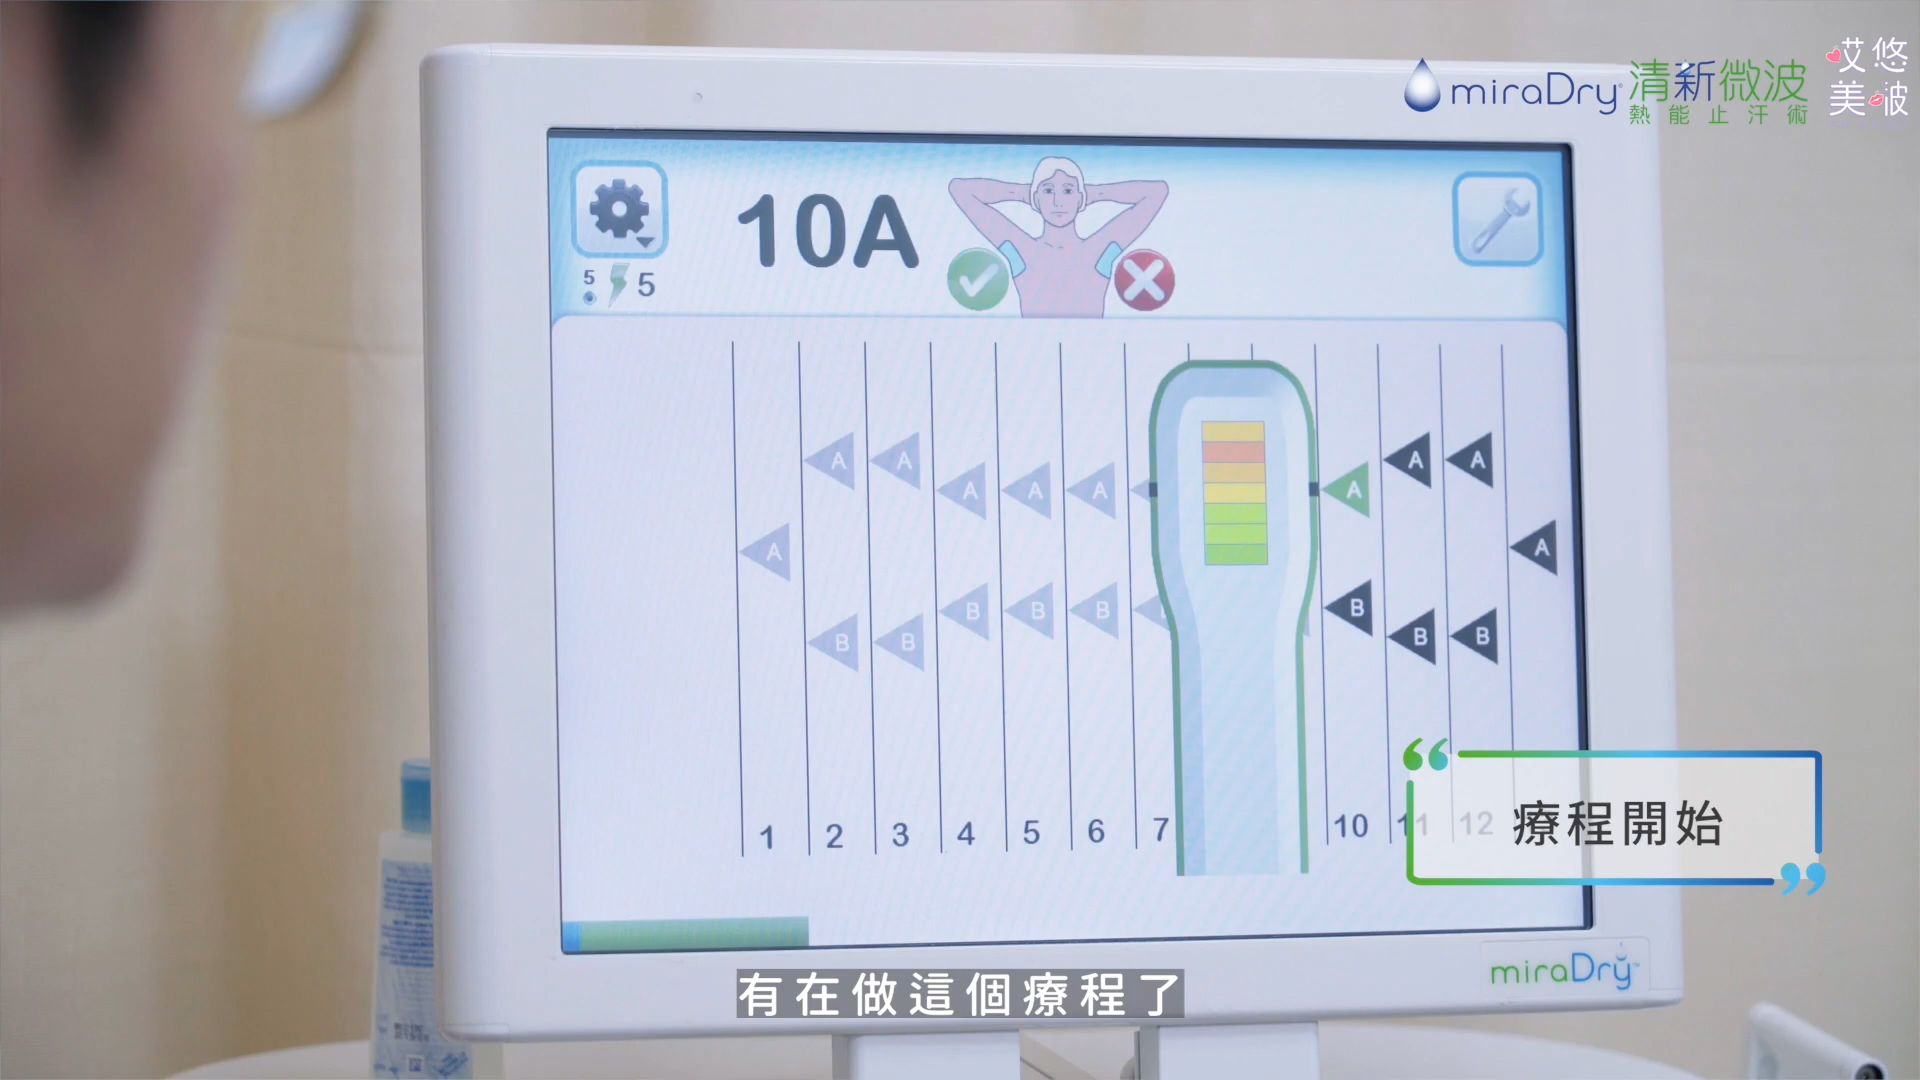 miraDry 清新微波
熱能止汗術
艾悠
美波
10A
5 5
A A A A A A A A A A
B B B B B B B B B
1 2 3 4 5 6 7 10 11 12
療程開始
miraDry
有在做這個療程了